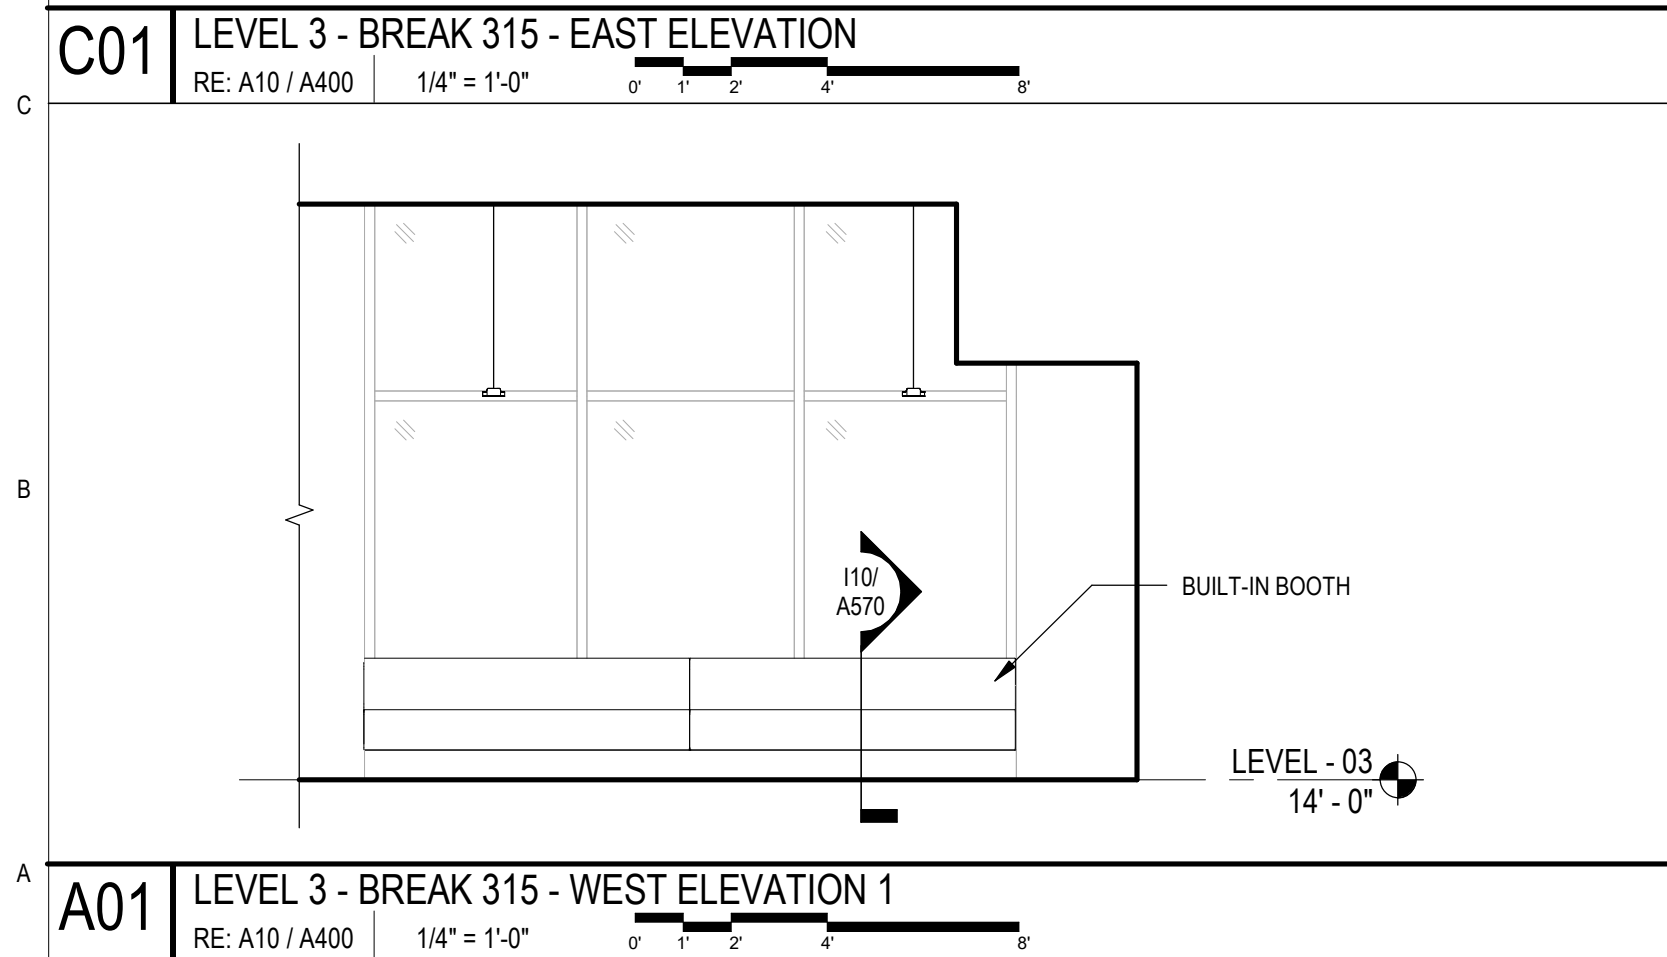 C01
LEVEL 3 - BREAK 315 - EAST ELEVATION
RE: A10 / A400
1/4" = 1'-0"
0' 1' 2' 4' 8'
C
B
I10/
A570
BUILT-IN BOOTH
LEVEL - 03
14' - 0"
A
A01
LEVEL 3 - BREAK 315 - WEST ELEVATION 1
RE: A10 / A400
1/4" = 1'-0"
0' 1' 2' 4' 8'